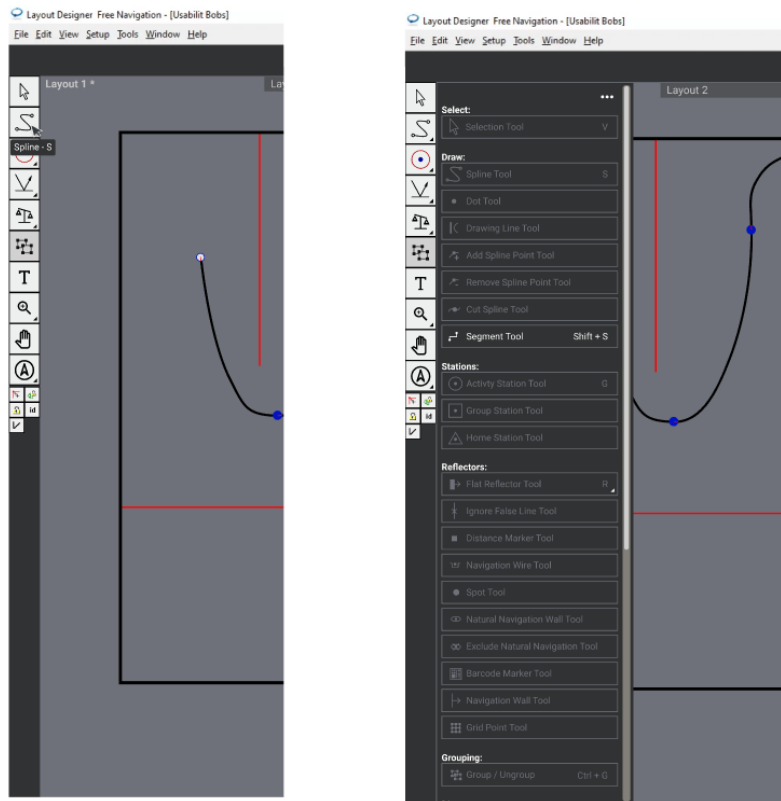 Layout Designer Free Navigation - [Usabilit Bobs]
File Edit View Setup Tools Window Help
Layout 1 *
La
Spline - S
T
A
id
Layout Designer Free Navigation - [Usabilit Bobs]
File Edit View Setup Tools Window Help
Layout 2
T
A
id
Select:
Selection Tool V
Draw:
Spline Tool S
Dot Tool
Drawing Line Tool
Add Spline Point Tool
Remove Spline Point Tool
Cut Spline Tool
Segment Tool Shift + S
Stations:
Activty Station Tool G
Group Station Tool
Home Station Tool
Reflectors:
Flat Reflector Tool R
Ignore False Line Tool
Distance Marker Tool
Navigation Wire Tool
Spot Tool
Natural Navigation Wall Tool
Exclude Natural Navigation Tool
Barcode Marker Tool
Navigation Wall Tool
Grid Point Tool
Grouping:
Group / Ungroup Ctrl + G